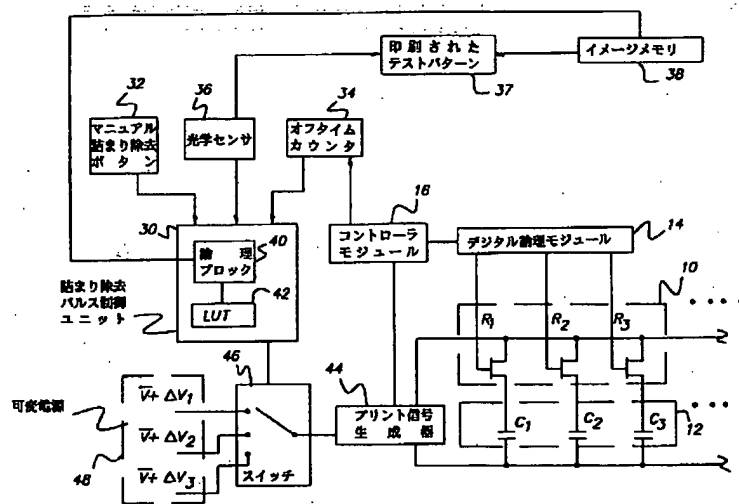 印刷された
テストパターン
37
イメージメモリ
38
32
マニュアル
詰まり除去
ボタン
36
光学センサ
34
オフタイム
カウンタ
30
論理
ブロック
40
42
LUT
詰まり除去
パルス制御
ユニット
16
コントローラ
モジュール
デジタル論理モジュール
14
10
R1
R2
R3
46
44
プリント信号
生成器
C1
C2
C3
12
可変電源
48
V+ ΔV1
V+ ΔV2
V+ ΔV3
スイッチ